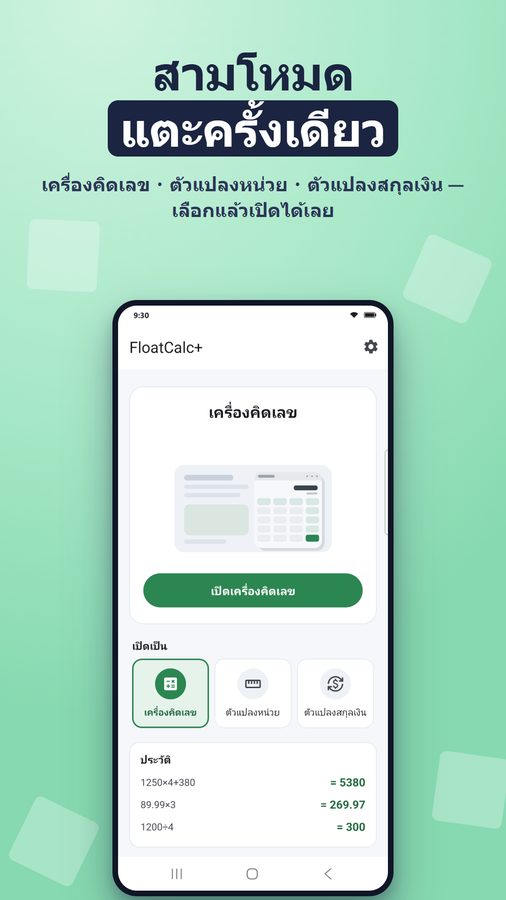 สามโหมด
แตะครั้งเดียว
เครื่องคิดเลข · ตัวแปลงหน่วย · ตัวแปลงสกุลเงิน —
เลือกแล้วเปิดได้เลย
9:30
FloatCalc+
เครื่องคิดเลข
เปิดเครื่องคิดเลข
เปิดเป็น
เครื่องคิดเลข ตัวแปลงหน่วย ตัวแปลงสกุลเงิน
ประวัติ
1250×4+380 = 5380
89.99×3 = 269.97
1200÷4 = 300